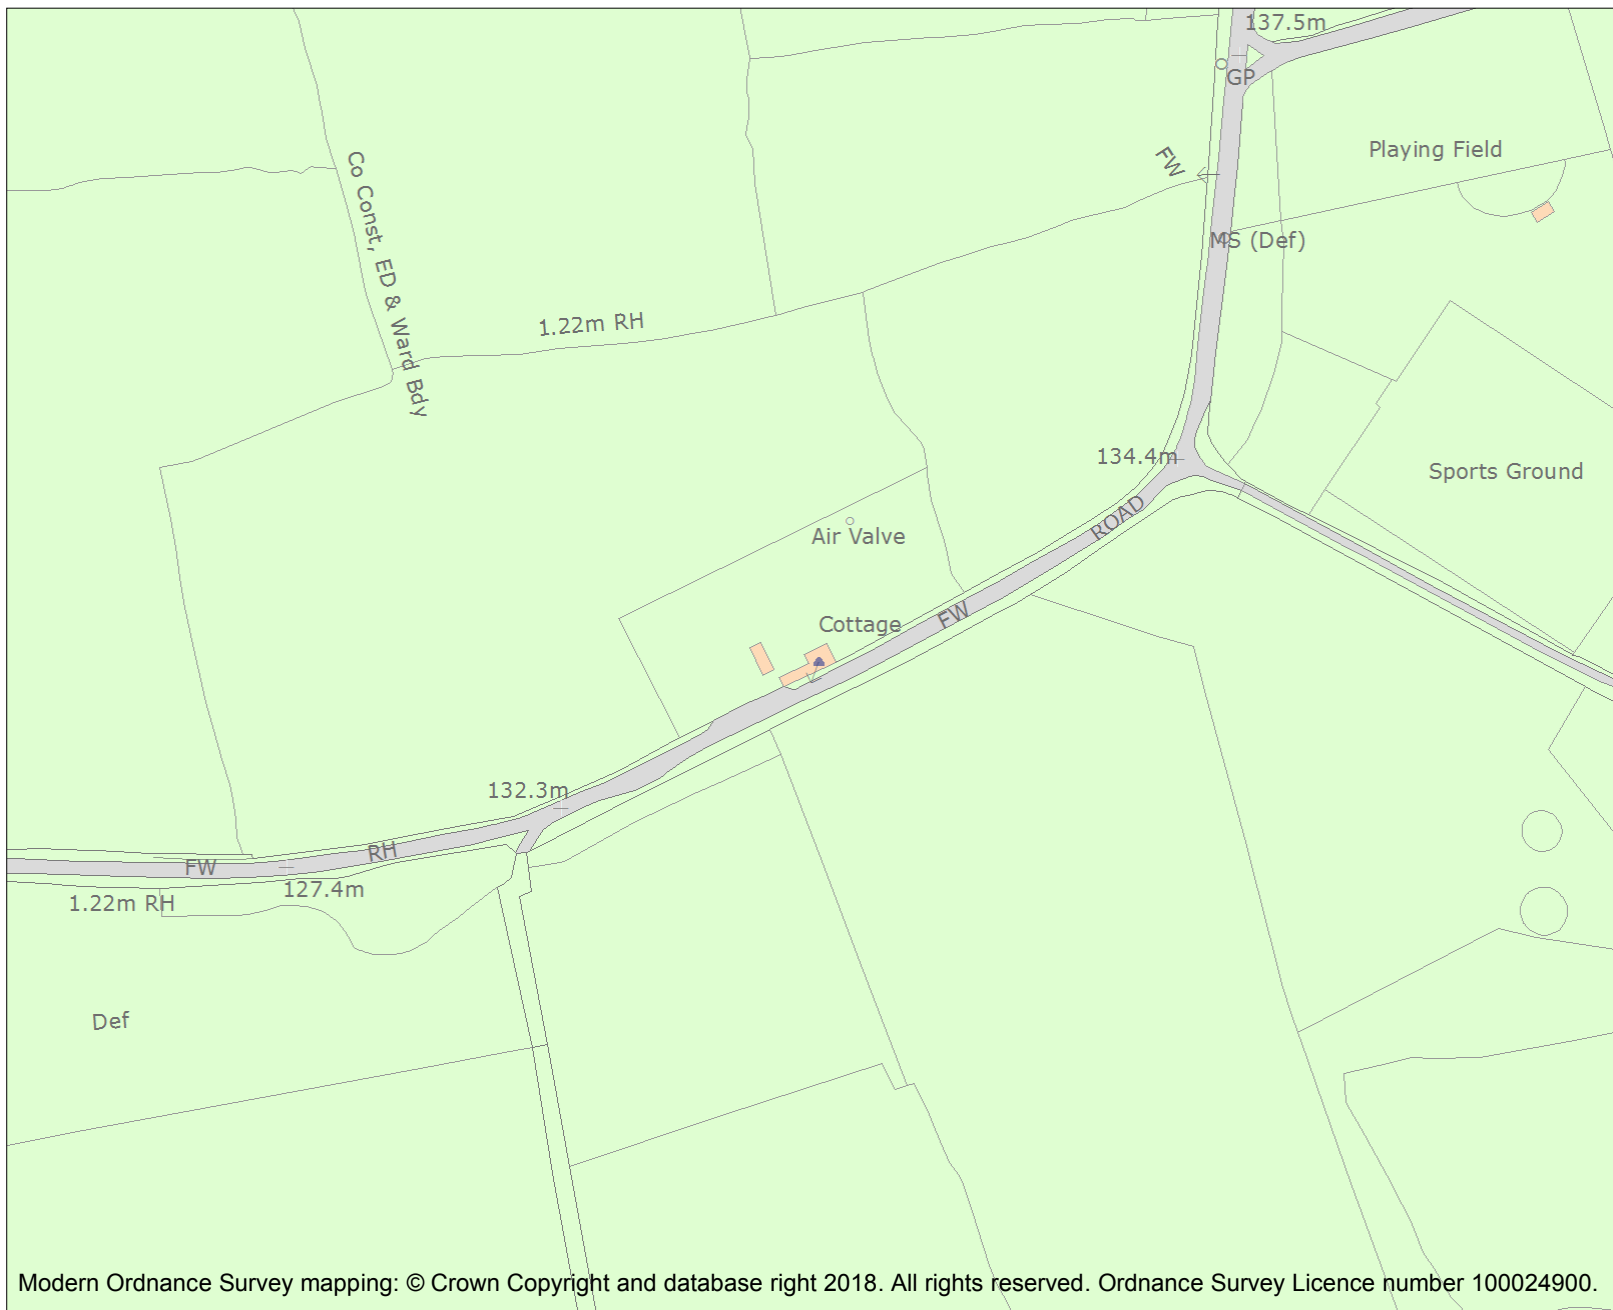 137.5m
GP
Playing Field
FW
Co Const, ED & Ward Bdy
MS (Def)
1.22m RH
134.4m
Sports Ground
ROAD
Air Valve
FW
Cottage
132.3m
RH
FW
127.4m
1.22m RH
Def
Modern Ordnance Survey mapping: © Crown Copyright and database right 2018. All rights reserved. Ordnance Survey Licence number 100024900.